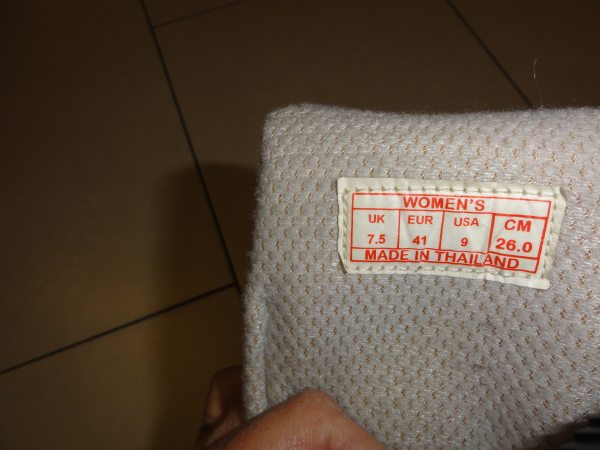 WOMEN'S
UK EUR USA CM
7.5 41 9 26.0
MADE IN THAILAND